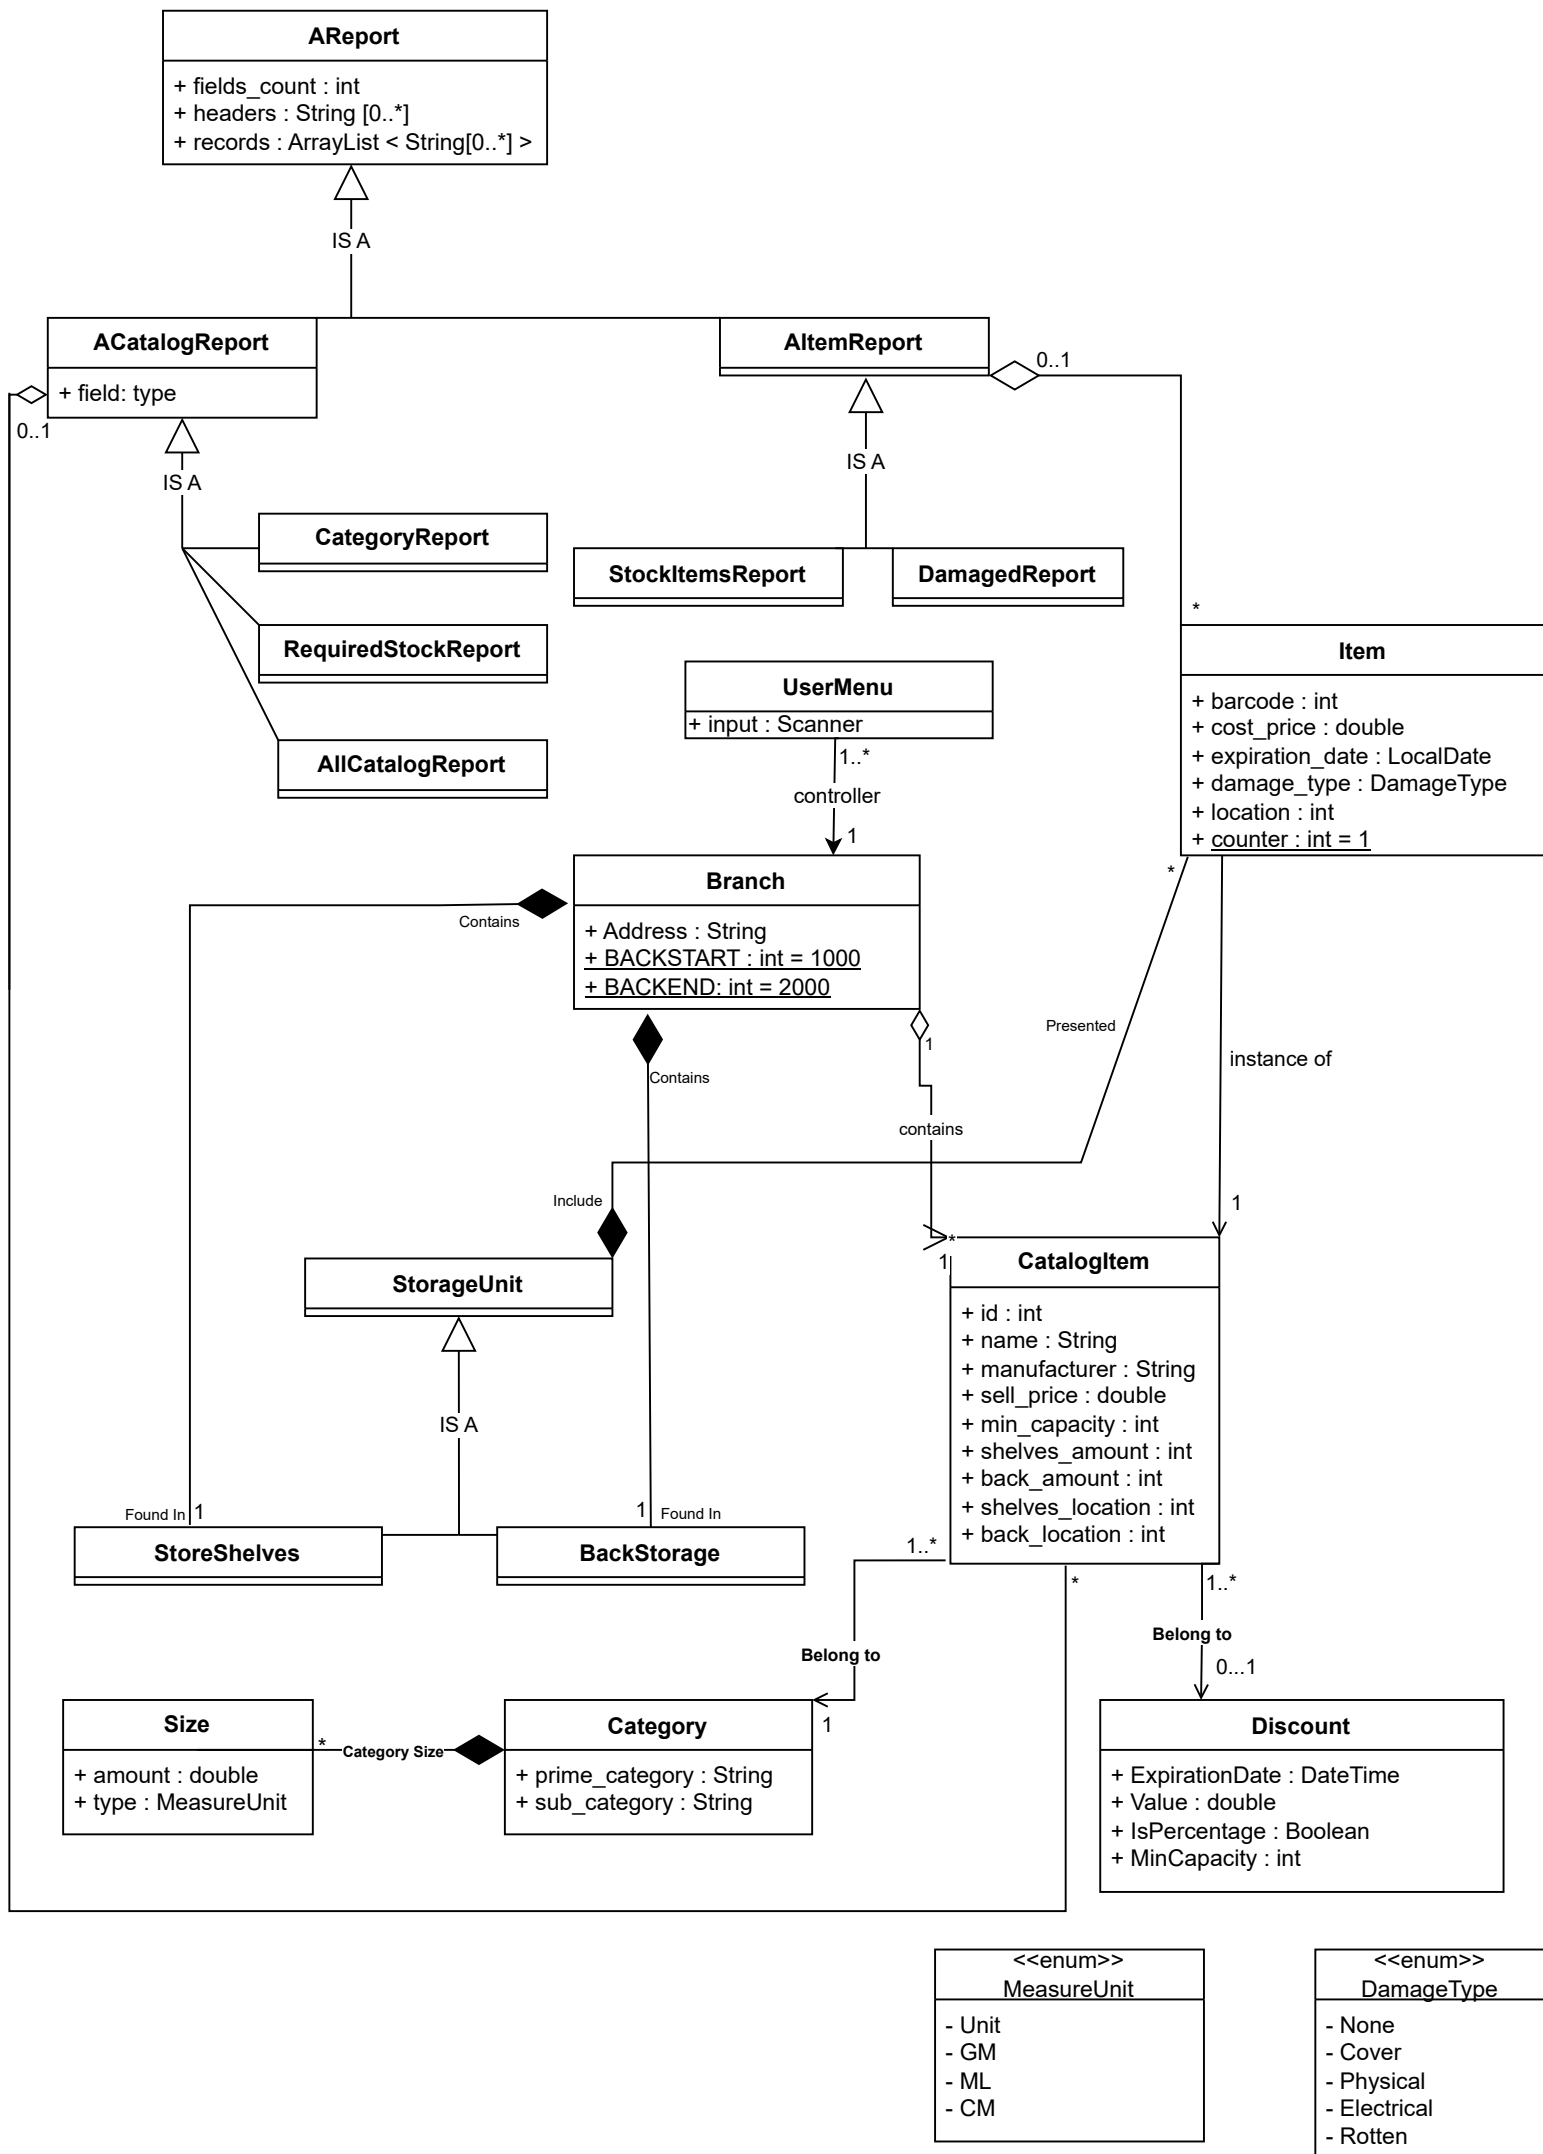 AReport
+ fields_count : int
+ headers : String [0..*]
+ records : ArrayList < String[0..*] >
IS A
ACatalogReport
+ field: type
0..1
AItemReport
0..1
IS A
IS A
CategoryReport
StockItemsReport
DamagedReport
RequiredStockReport
AllCatalogReport
*
Item
+ barcode : int
+ cost_price : double
+ expiration_date : LocalDate
+ damage_type : DamageType
+ location : int
+ counter : int = 1
UserMenu
+ input : Scanner
1..*
controller
1
Branch
+ Address : String
+ BACKSTART : int = 1000
+ BACKEND: int = 2000
Contains
*
Presented
instance of
1
Contains
1
contains
Include
StorageUnit
IS A
*
1
CatalogItem
+ id : int
+ name : String
+ manufacturer : String
+ sell_price : double
+ min_capacity : int
+ shelves_amount : int
+ back_amount : int
+ shelves_location : int
+ back_location : int
Found In
1
StoreShelves
1
Found In
BackStorage
1..*
Belong to
1
*
1..*
Belong to
0...1
Size
+ amount : double
+ type : MeasureUnit
*
Category Size
Category
+ prime_category : String
+ sub_category : String
Discount
+ ExpirationDate : DateTime
+ Value : double
+ IsPercentage : Boolean
+ MinCapacity : int
<<enum>>
MeasureUnit
- Unit
- GM
- ML
- CM
<<enum>>
DamageType
- None
- Cover
- Physical
- Electrical
- Rotten